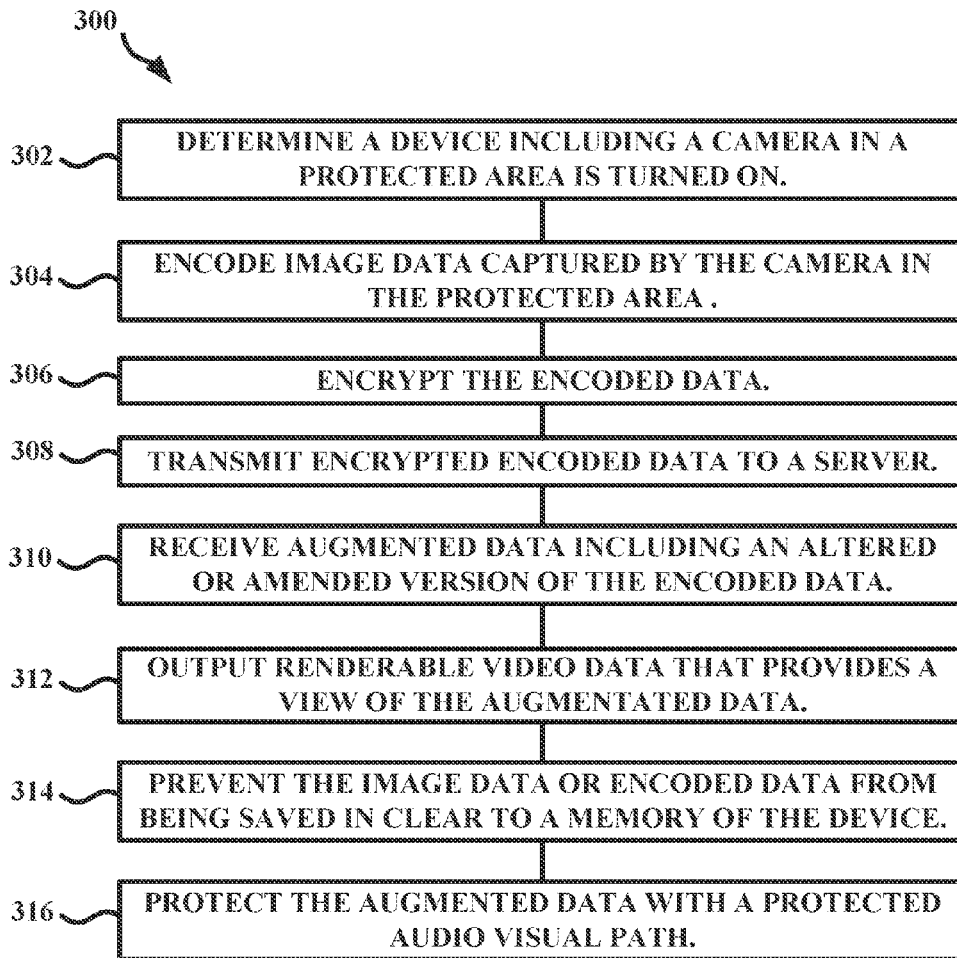 300
302
DETERMINE A DEVICE INCLUDING A CAMERA IN A
PROTECTED AREA IS TURNED ON.
304
ENCODE IMAGE DATA CAPTURED BY THE CAMERA IN
THE PROTECTED AREA .
306
ENCRYPT THE ENCODED DATA.
308
TRANSMIT ENCRYPTED ENCODED DATA TO A SERVER.
310
RECEIVE AUGMENTED DATA INCLUDING AN ALTERED
OR AMENDED VERSION OF THE ENCODED DATA.
312
OUTPUT RENDERABLE VIDEO DATA THAT PROVIDES A
VIEW OF THE AUGMENTATED DATA.
314
PREVENT THE IMAGE DATA OR ENCODED DATA FROM
BEING SAVED IN CLEAR TO A MEMORY OF THE DEVICE.
316
PROTECT THE AUGMENTED DATA WITH A PROTECTED
AUDIO VISUAL PATH.